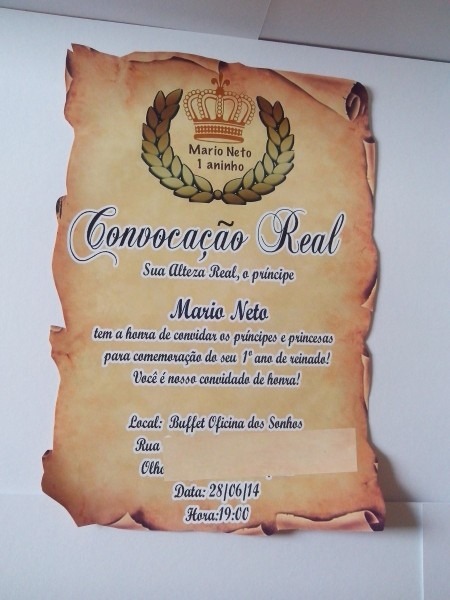 Mario Neto
1 aninho
Convocação Real
Sua Alteza Real, o príncipe
Mario Neto
tem a honra de convidar os príncipes e princesas
para comemoração do seu 1º ano de reinado!
Você é nosso convidado de honra!
Local: Buffet Oficina dos Sonhos
Rua
Data: 28/06/14
Hora:19:00